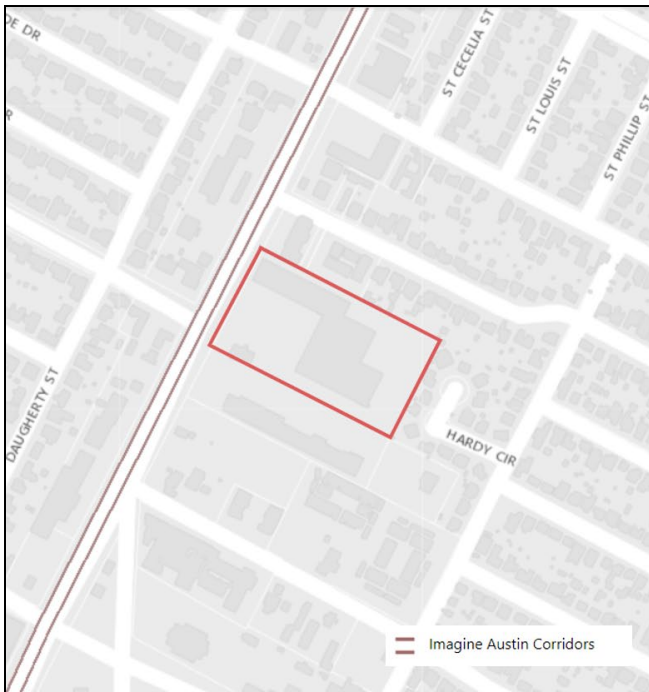 DE DR
R
ST CECELIA ST
ST LOUIS ST
ST PHILLIP ST
DAUGHERTY ST
HARDY CIR
Imagine Austin Corridors